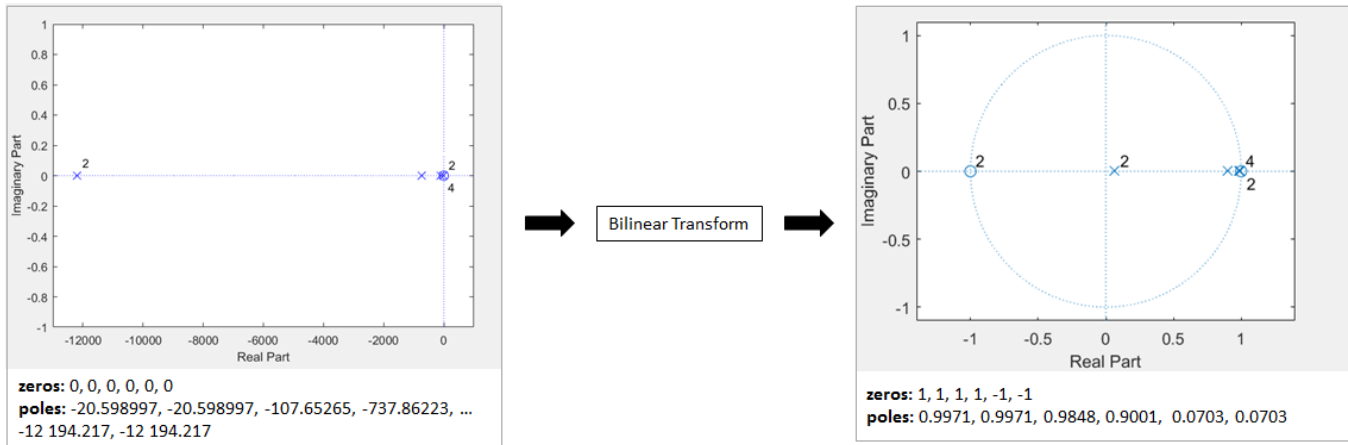 1
0.8
0.6
0.4
0.2
0
-0.2
-0.4
-0.6
-0.8
-1
Imaginary Part
2
2
4
-12000 -10000 -8000 -6000 -4000 -2000 0
Real Part
zeros: 0, 0, 0, 0, 0, 0
poles: -20.598997, -20.598997, -107.65265, -737.86223, ...
-12 194.217, -12 194.217
Bilinear Transform
1
0.5
0
-0.5
-1
Imaginary Part
2
2
4
2
-1 -0.5 0 0.5 1
Real Part
zeros: 1, 1, 1, 1, -1, -1
poles: 0.9971, 0.9971, 0.9848, 0.9001, 0.0703, 0.0703